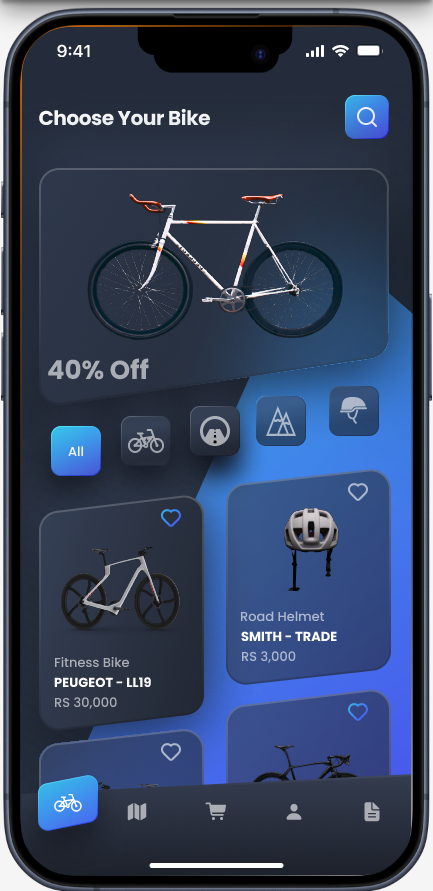 9:41
Choose Your Bike
40% Off
All
Road Helmet
SMITH - TRADE
RS 3,000
Fitness Bike
PEUGEOT - LL19
RS 30,000